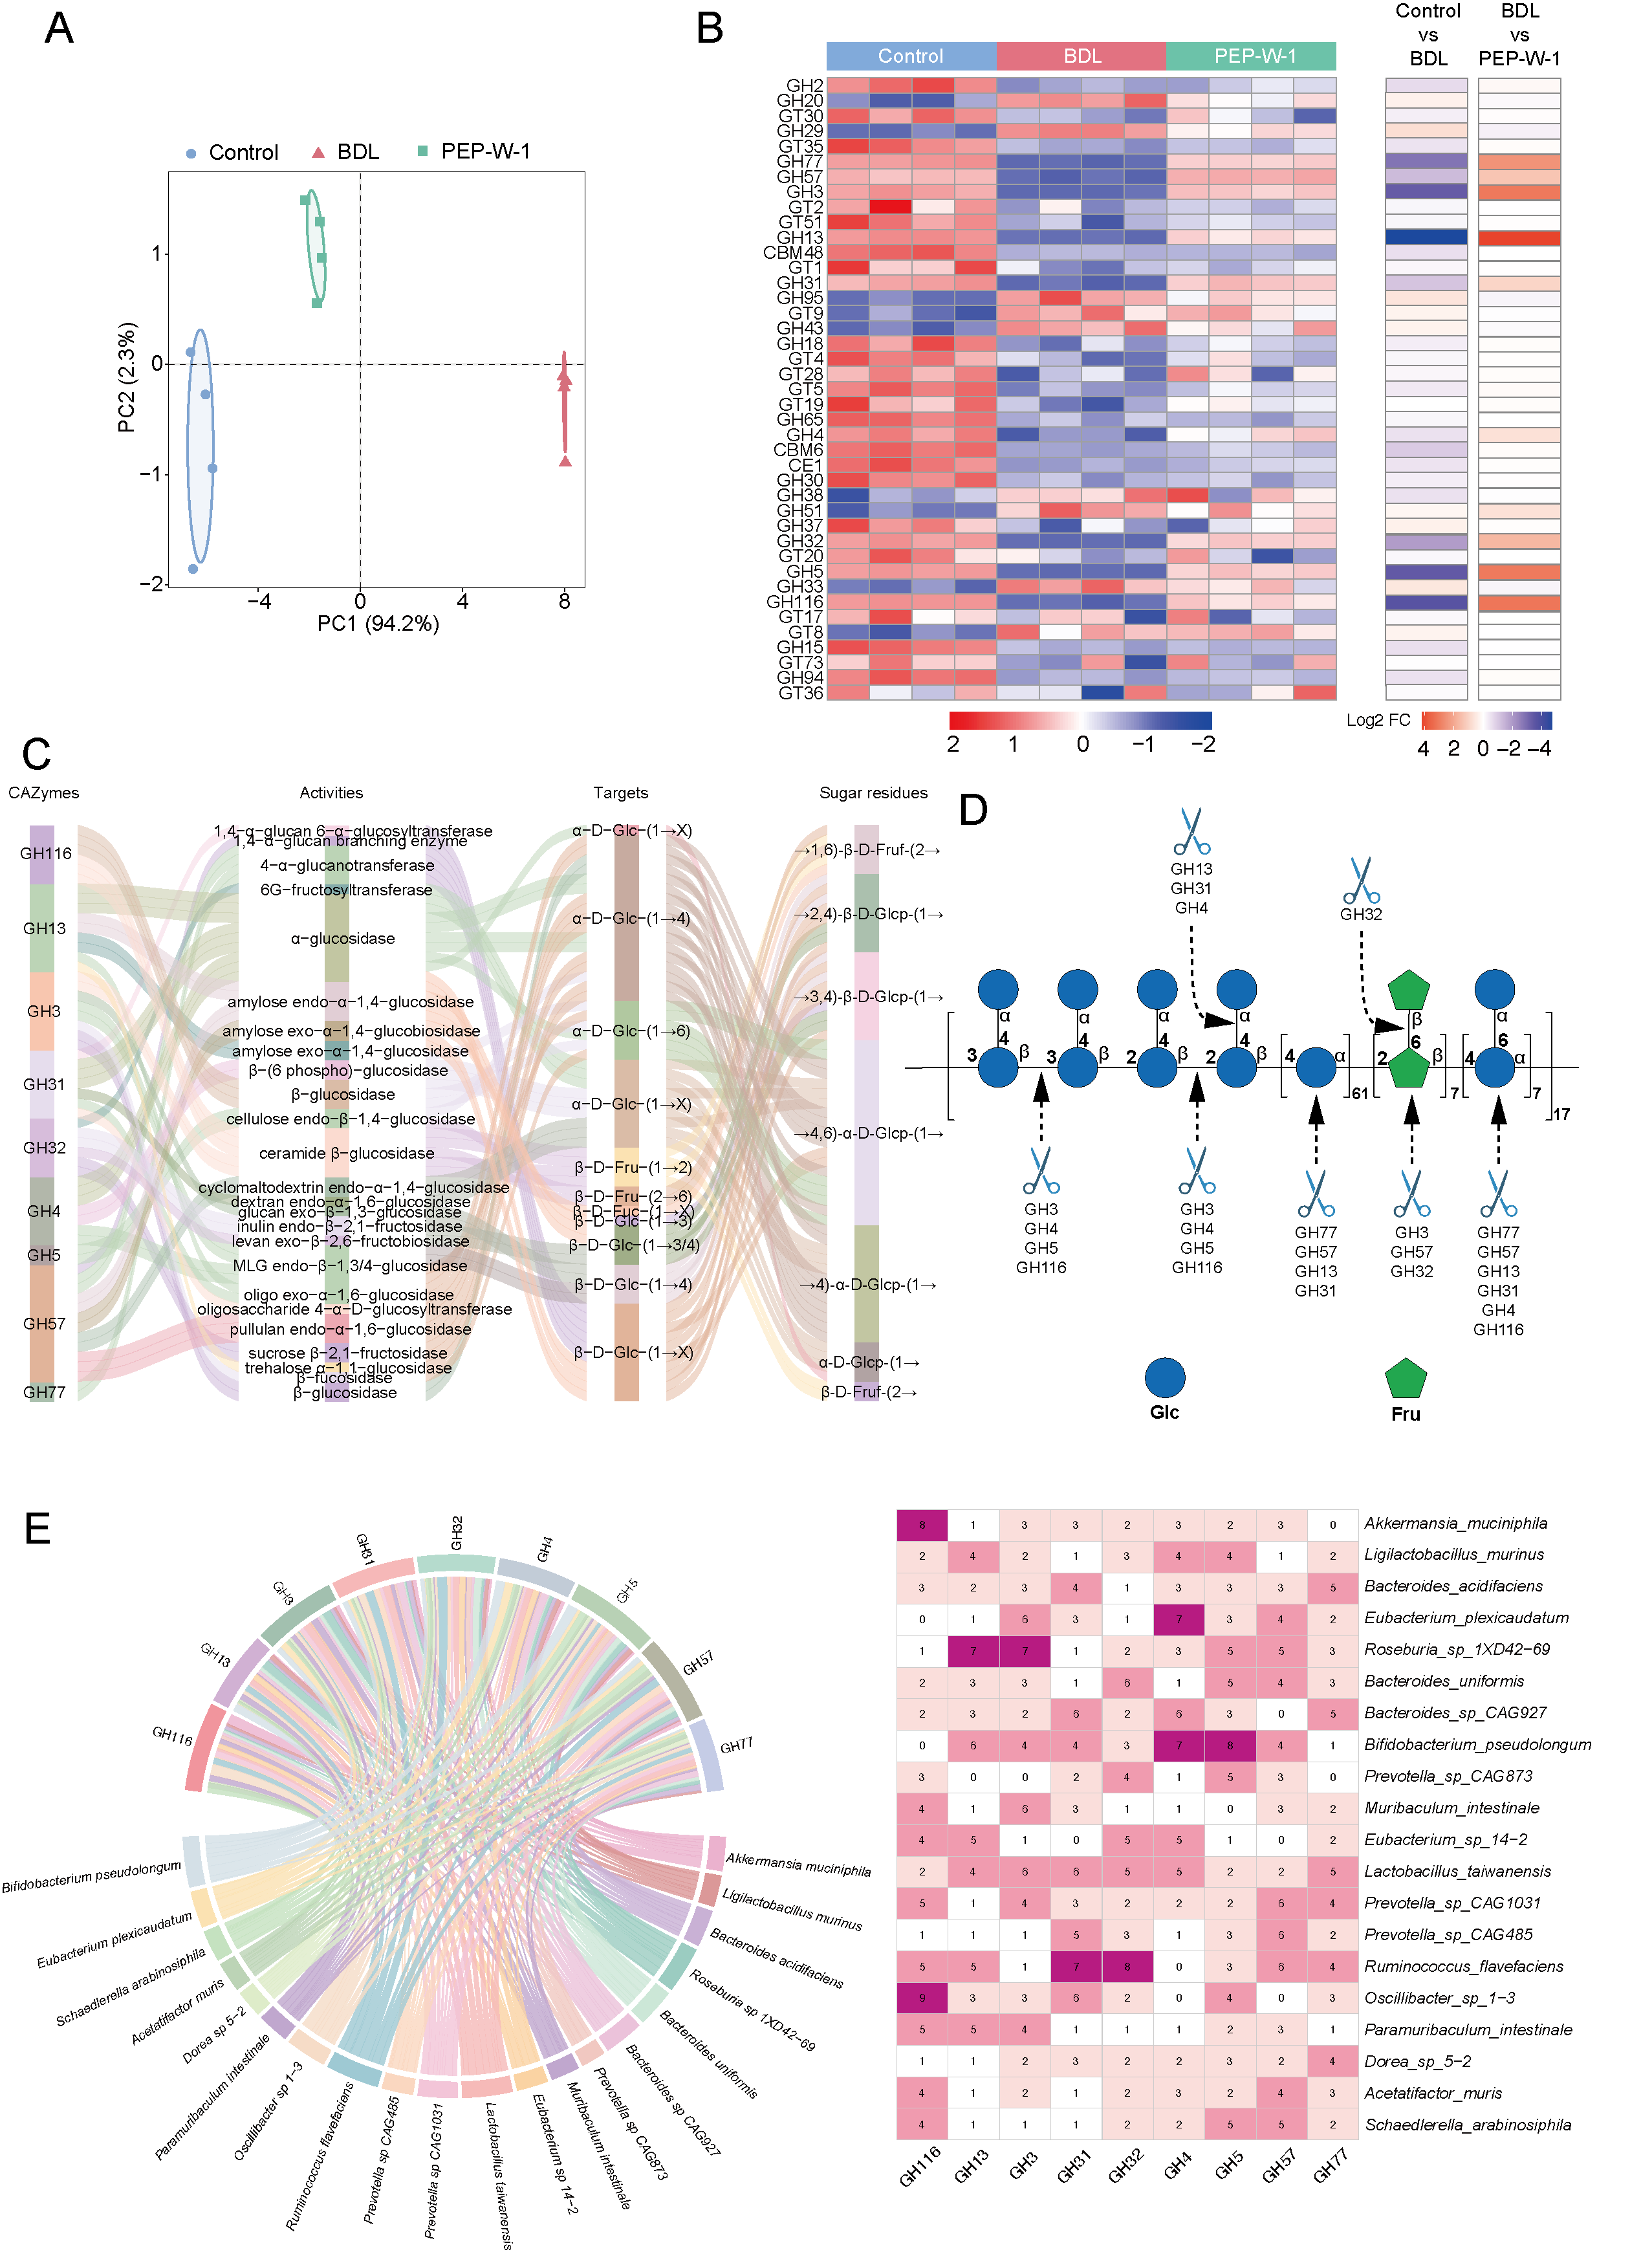 A
Control
BDL
PEP-W-1
1
0
−1
−2
−4
0
4
8
PC2 (2.3%)
PC1 (94.2%)
B
Control
BDL
PEP-W-1
Control
vs
BDL
BDL
vs
PEP-W-1
GH2
GH20
GT30
GH29
GT35
GH77
GH57
GH3
GT2
GT51
GH13
CBM48
GT1
GH31
GH95
GT9
GH43
GH18
GT4
GT28
GT5
GT19
GH65
GH4
CBM6
CE1
GH30
GH38
GH51
GH37
GH32
GT20
GH5
GH33
GH116
GT17
GT8
GH15
GT73
GH94
GT36
2 1 0 −1 −2
Log2 FC
4 2 0 −2 −4
C
CAZymes
Activities
Targets
Sugar residues
GH116
GH13
GH3
GH31
GH32
GH4
GH5
GH57
GH77
1,4−α−glucan 6−α−glucosyltransferase
1,4−α−glucan branching enzyme
4−α−glucanotransferase
6G−fructosyltransferase
α−glucosidase
amylose endo−α−1,4−glucosidase
amylose exo−α−1,4−glucobiosidase
amylose exo−α−1,4−glucosidase
β−(6 phospho)−glucosidase
β−glucosidase
cellulose endo−β−1,4−glucosidase
ceramide β−glucosidase
cyclomaltodextrin endo−α−1,4−glucosidase
dextran endo−α−1,6−glucosidase
glucan exo−β−1,3−glucosidase
inulin endo−β−2,1−fructosidase
levan exo−β−2,6−fructobiosidase
MLG endo−β−1,3/4−glucosidase
oligo exo−α−1,6−glucosidase
oligosaccharide 4−α−D−glucosyltransferase
pullulan endo−α−1,6−glucosidase
sucrose β−2,1−fructosidase
trehalose α−1,1−glucosidase
β−fucosidase
β−glucosidase
α−D−Glc−(1→X)
α−D−Glc−(1→4)
α−D−Glc−(1→6)
α−D−Glc−(1→X)
β−D−Fru−(1→2)
β−D−Fru−(2→6)
β−D−Fuc−(1→X)
β−D−Glc−(1→3)
β−D−Glc−(1→3/4)
β−D−Glc−(1→4)
β−D−Glc−(1→X)
→1,6)−β−D−Fruf−(2→
→2,4)−β−D−Glcp−(1→
→3,4)−β−D−Glcp−(1→
→4,6)−α−D−Glcp−(1→
→4)−α−D−Glcp−(1→
α−D−Glcp−(1→
β−D−Fruf−(2→
D
GH13
GH31
GH4
GH32
α α α α β α
4 4 4 4 6 6
3 β 3 β 2 β 2 β 4 α 61 2 β 7 4 α 7 17
GH3
GH4
GH5
GH116
GH3
GH4
GH5
GH116
GH77
GH57
GH13
GH31
GH3
GH57
GH32
GH77
GH57
GH13
GH31
GH4
GH116
Glc
Fru
E
GH116
GH13
GH3
GH31
GH32
GH4
GH5
GH57
GH77
Akkermansia muciniphila
Ligilactobacillus murinus
Bacteroides acidifaciens
Roseburia sp 1XD42−69
Bacteroides uniformis
Bacteroides sp CAG927
Prevotella sp CAG873
Muribaculum intestinale
Eubacterium sp 14−2
Lactobacillus taiwanensis
Prevotella sp CAG1031
Prevotella sp CAG485
Ruminococcus flavefaciens
Oscillibacter sp 1−3
Paramuribaculum intestinale
Dorea sp 5−2
Acetatifactor muris
Schaedlerella arabinosiphila
Eubacterium plexicaudatum
Bifidobacterium pseudolongum
8 1 3 3 2 3 2 3 0 Akkermansia_muciniphila
2 4 2 1 3 4 4 1 2 Ligilactobacillus_murinus
3 2 3 4 1 3 3 3 5 Bacteroides_acidifaciens
0 1 6 3 1 7 3 4 2 Eubacterium_plexicaudatum
1 7 7 1 2 3 5 5 3 Roseburia_sp_1XD42−69
2 3 3 1 6 1 5 4 3 Bacteroides_uniformis
2 3 2 6 2 6 3 0 5 Bacteroides_sp_CAG927
0 6 4 4 3 7 8 4 1 Bifidobacterium_pseudolongum
3 0 0 2 4 1 5 3 0 Prevotella_sp_CAG873
4 1 6 3 1 1 0 3 2 Muribaculum_intestinale
4 5 1 0 5 5 1 0 2 Eubacterium_sp_14−2
2 4 6 6 5 5 2 2 5 Lactobacillus_taiwanensis
5 1 4 3 2 2 2 6 4 Prevotella_sp_CAG1031
1 1 1 5 3 1 3 6 2 Prevotella_sp_CAG485
5 5 1 7 8 0 3 6 4 Ruminococcus_flavefaciens
9 3 3 6 2 0 4 0 3 Oscillibacter_sp_1−3
5 5 4 1 1 1 2 3 1 Paramuribaculum_intestinale
1 1 2 3 2 2 3 2 4 Dorea_sp_5−2
4 1 2 1 2 3 2 4 3 Acetatifactor_muris
4 1 1 1 2 2 5 5 2 Schaedlerella_arabinosiphila
GH116 GH13 GH3 GH31 GH32 GH4 GH5 GH57 GH77